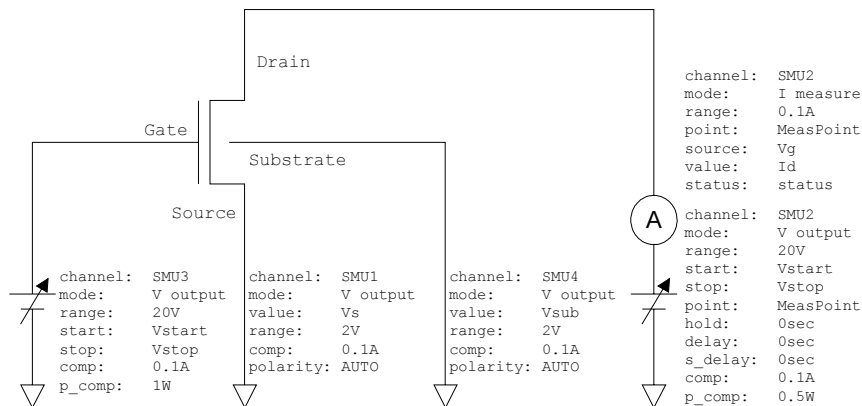 Drain
Gate
Substrate
Source
channel: SMU2
mode: I measure
range: 0.1A
point: MeasPoint
source: Vg
value: Id
status: status
A
channel: SMU2
mode: V output
range: 20V
start: Vstart
stop: Vstop
point: MeasPoint
hold: 0sec
delay: 0sec
s_delay: 0sec
comp: 0.1A
p_comp: 0.5W
channel: SMU3
mode: V output
range: 20V
start: Vstart
stop: Vstop
comp: 0.1A
p_comp: 1W
channel: SMU1
mode: V output
value: Vs
range: 2V
comp: 0.1A
polarity: AUTO
channel: SMU4
mode: V output
value: Vsub
range: 2V
comp: 0.1A
polarity: AUTO